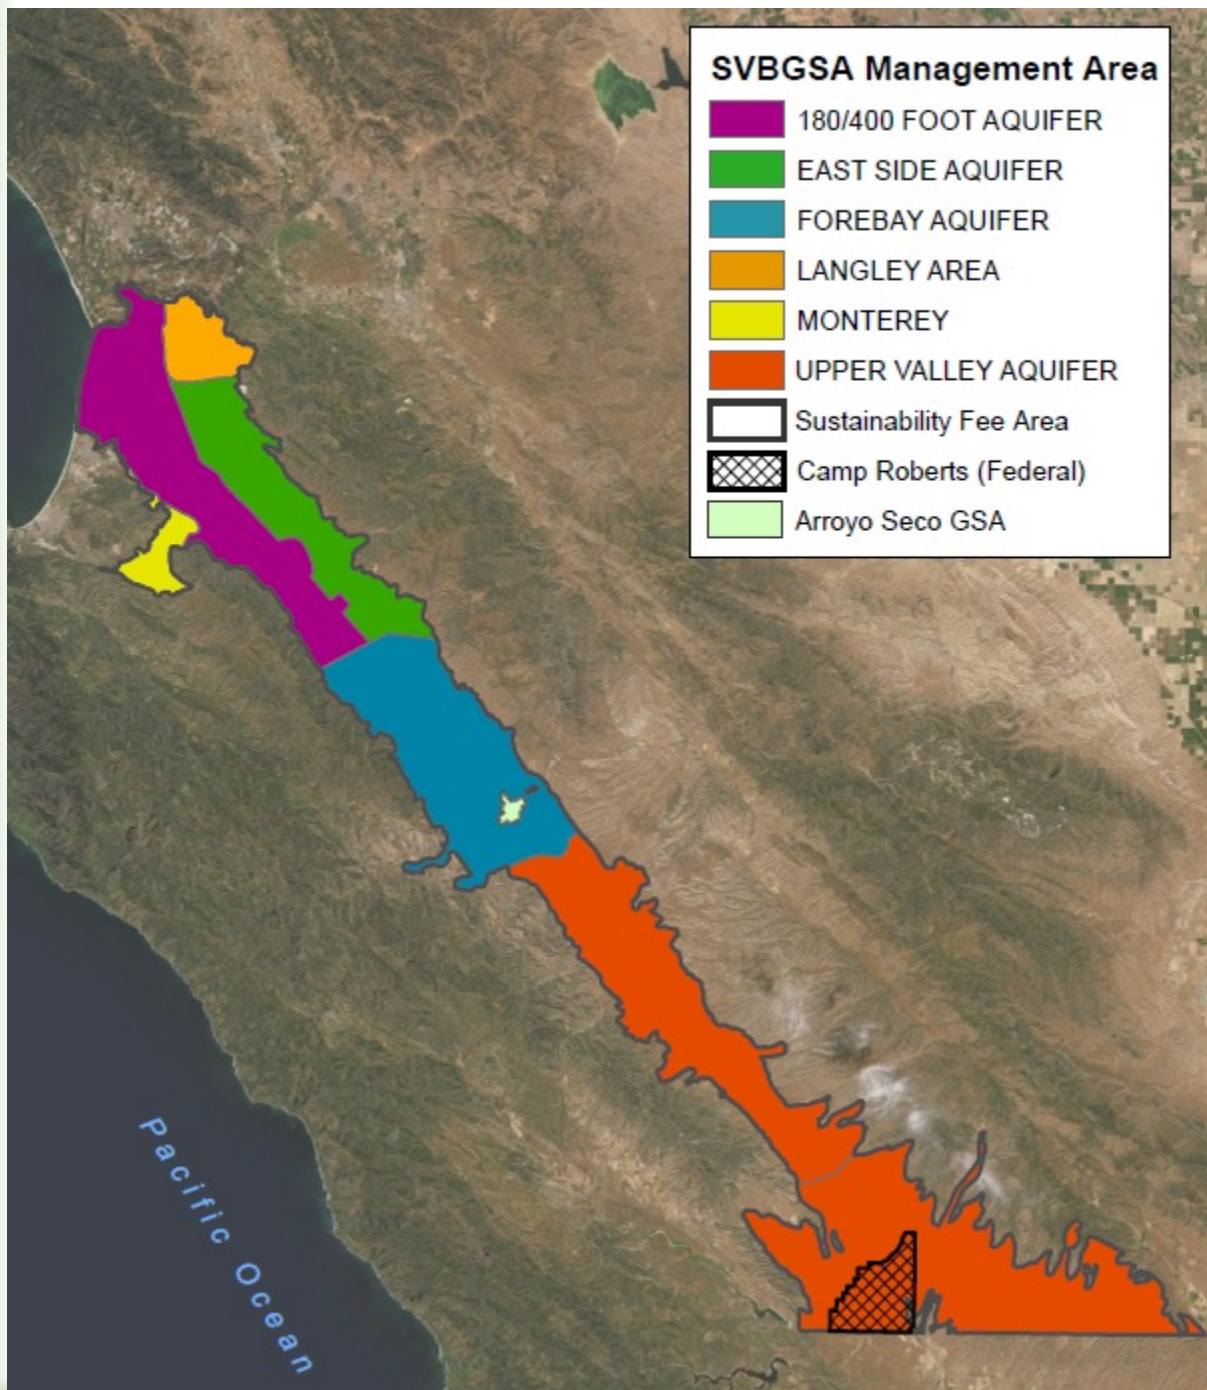 SVBGSA Management Area
180/400 FOOT AQUIFER
EAST SIDE AQUIFER
FOREBAY AQUIFER
LANGLEY AREA
MONTEREY
UPPER VALLEY AQUIFER
Sustainability Fee Area
Camp Roberts (Federal)
Arroyo Seco GSA
Pacific Ocean